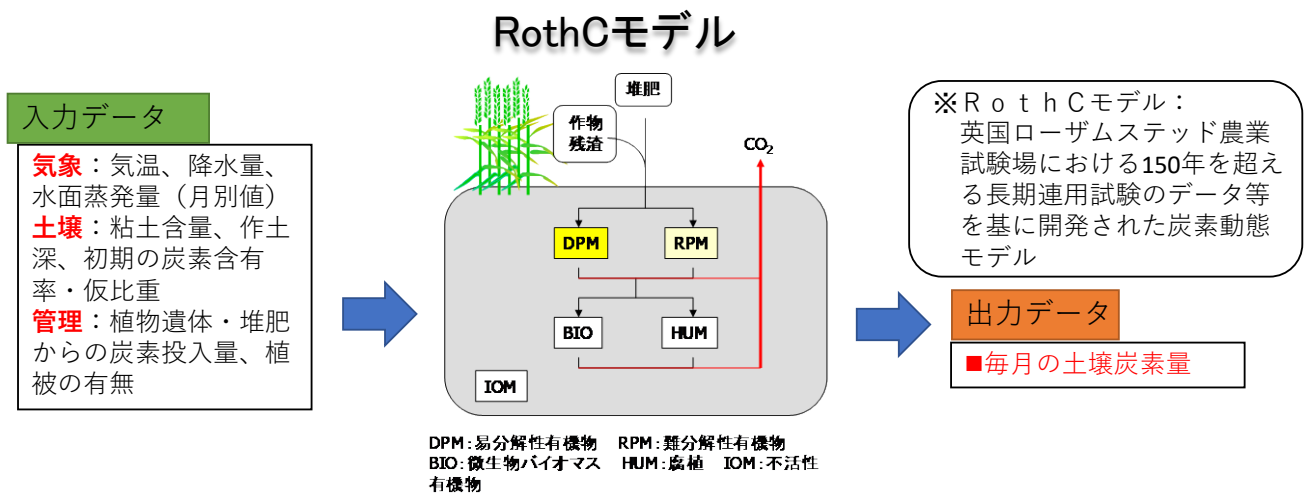 RothCモデル
入力データ
気象：気温、降水量、
水面蒸発量（月別値）
土壌：粘土含量、作土
深、初期の炭素含有
率・仮比重
管理：植物遺体・堆肥
からの炭素投入量、植
被の有無
堆肥
作物
残渣
CO2
DPM
RPM
BIO
HUM
IOM
DPM：易分解性有機物 RPM：難分解性有機物
BIO：微生物バイオマス HUM：腐植 IOM：不活性
有機物
※ＲｏｔｈＣモデル：
英国ローザムステッド農業
試験場における150年を超え
る長期連用試験のデータ等
を基に開発された炭素動態
モデル
出力データ
■毎月の土壌炭素量